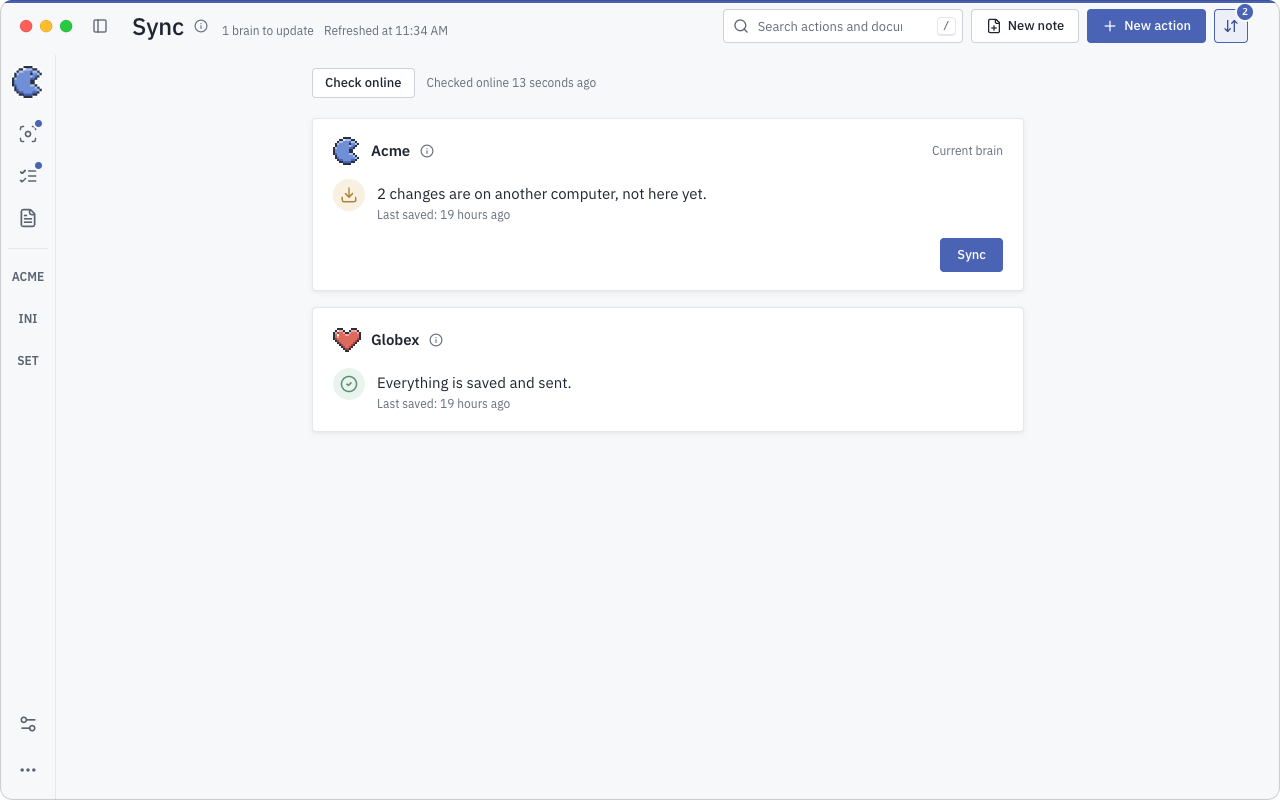 Sync
1 brain to update Refreshed at 11:34 AM
Search actions and docu
/
New note
New action
2
Check online
Checked online 13 seconds ago
Acme
Current brain
2 changes are on another computer, not here yet.
Last saved: 19 hours ago
Sync
Globex
Everything is saved and sent.
Last saved: 19 hours ago
ACME
INI
SET